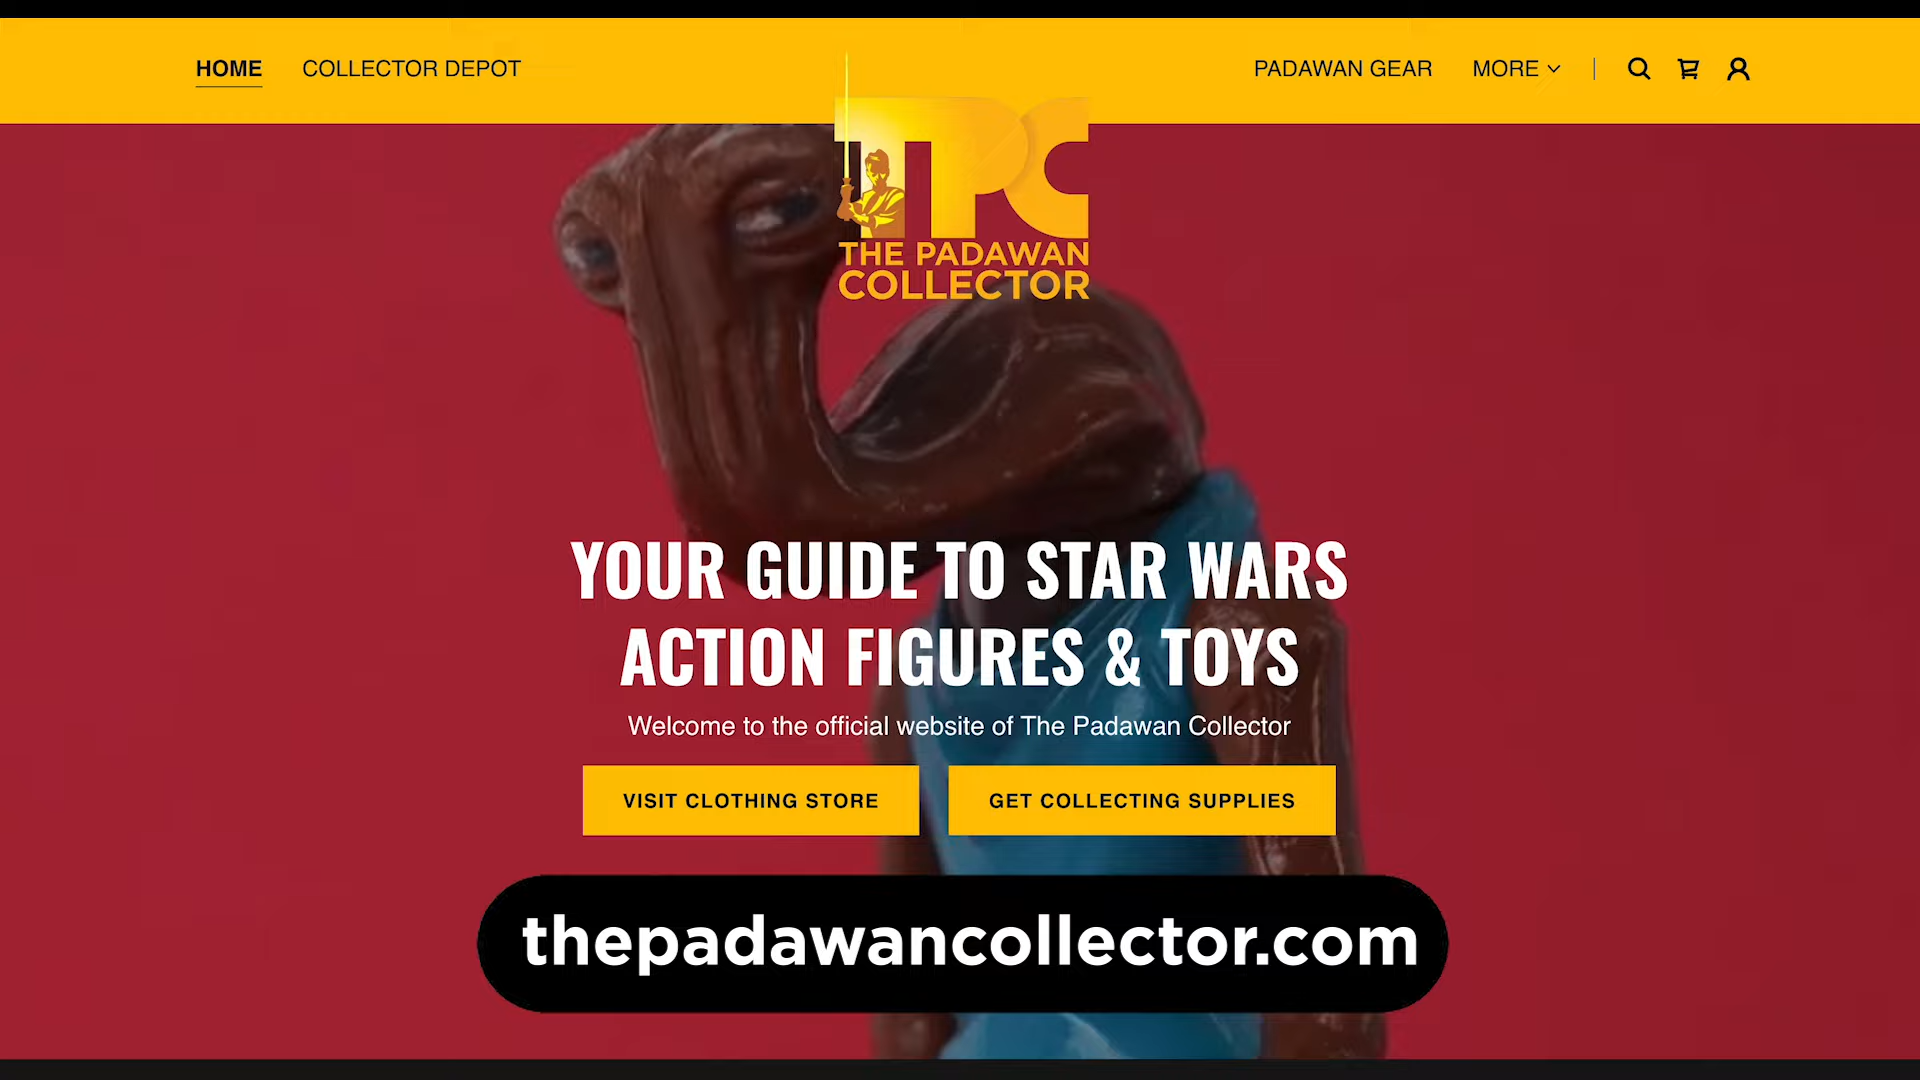 HOME
COLLECTOR DEPOT
PADAWAN GEAR
MORE
TPC
THE PADAWAN
COLLECTOR
YOUR GUIDE TO STAR WARS
ACTION FIGURES & TOYS
Welcome to the official website of The Padawan Collector
VISIT CLOTHING STORE
GET COLLECTING SUPPLIES
thepadawancollector.com